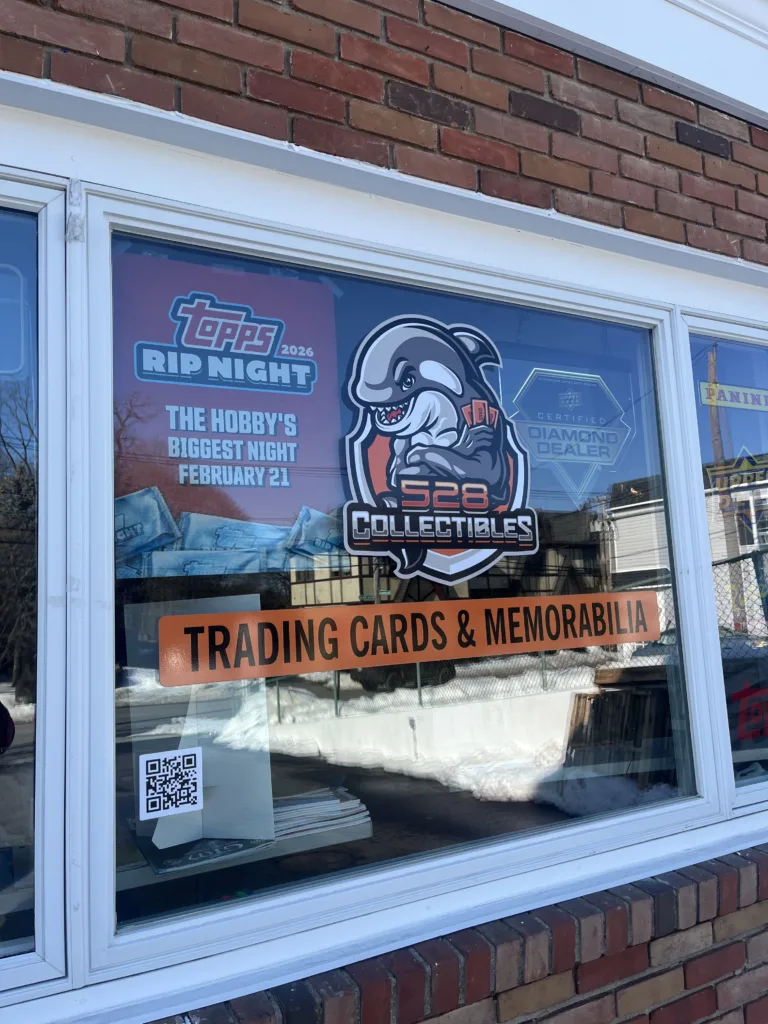 Topps
2026
RIP NIGHT
THE HOBBY'S
BIGGEST NIGHT
FEBRUARY 21
528
COLLECTIBLES
CERTIFIED
DIAMOND
DEALER
TRADING CARDS & MEMORABILIA
PANINI